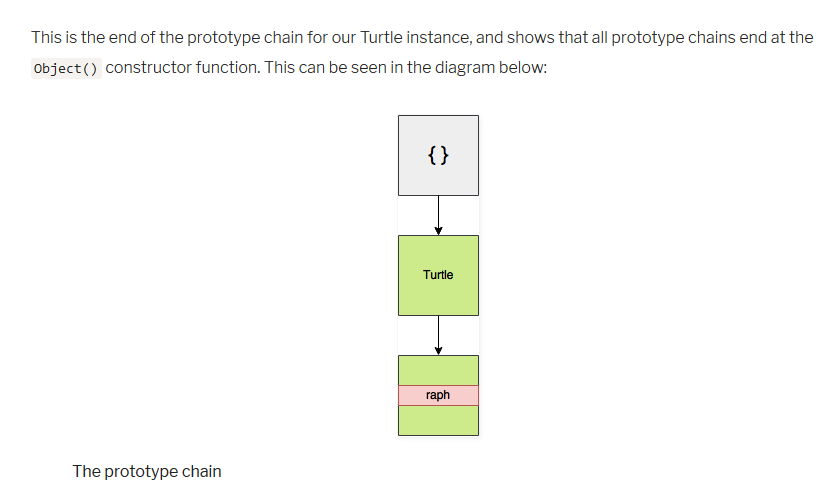 This is the end of the prototype chain for our Turtle instance, and shows that all prototype chains end at the
Object() constructor function. This can be seen in the diagram below:
{}
Turtle
raph
The prototype chain